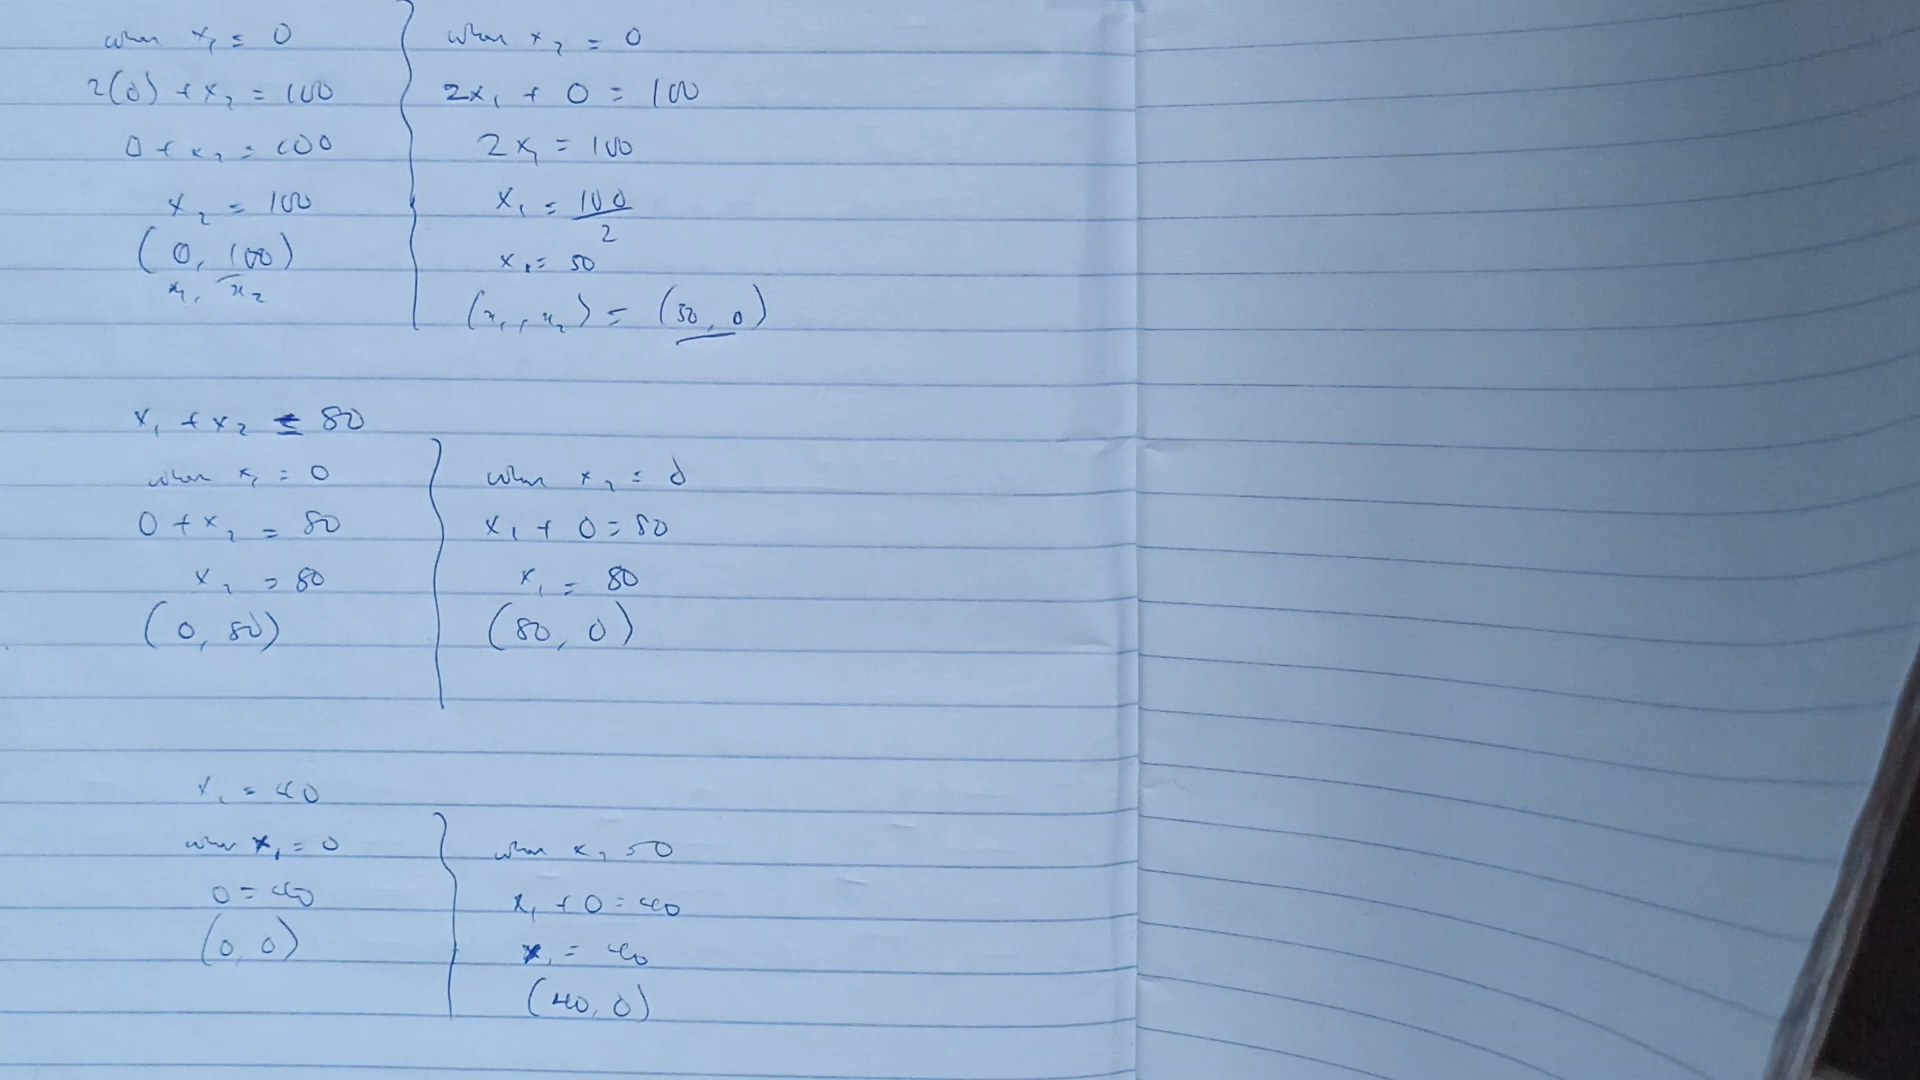 when x₁ = 0
2(0) + x₂ = 100
0 + x₂ = 100
x₂ = 100
(0, 100)
x₁, x₂
when x₂ = 0
2x₁ + 0 = 100
2x₁ = 100
x₁ = 100
2
x₁ = 50
(x₁, x₂) = (50, 0)
x₁ + x₂ ≤ 80
when x₁ = 0
0 + x₂ = 80
x₂ = 80
(0, 80)
when x₂ = 0
x₁ + 0 = 80
x₁ = 80
(80, 0)
x₁ = 40
when x₁ = 0
0 = 40
(0, 0)
when x₂ = 0
x₁ + 0 = 40
x₁ = 40
(40, 0)